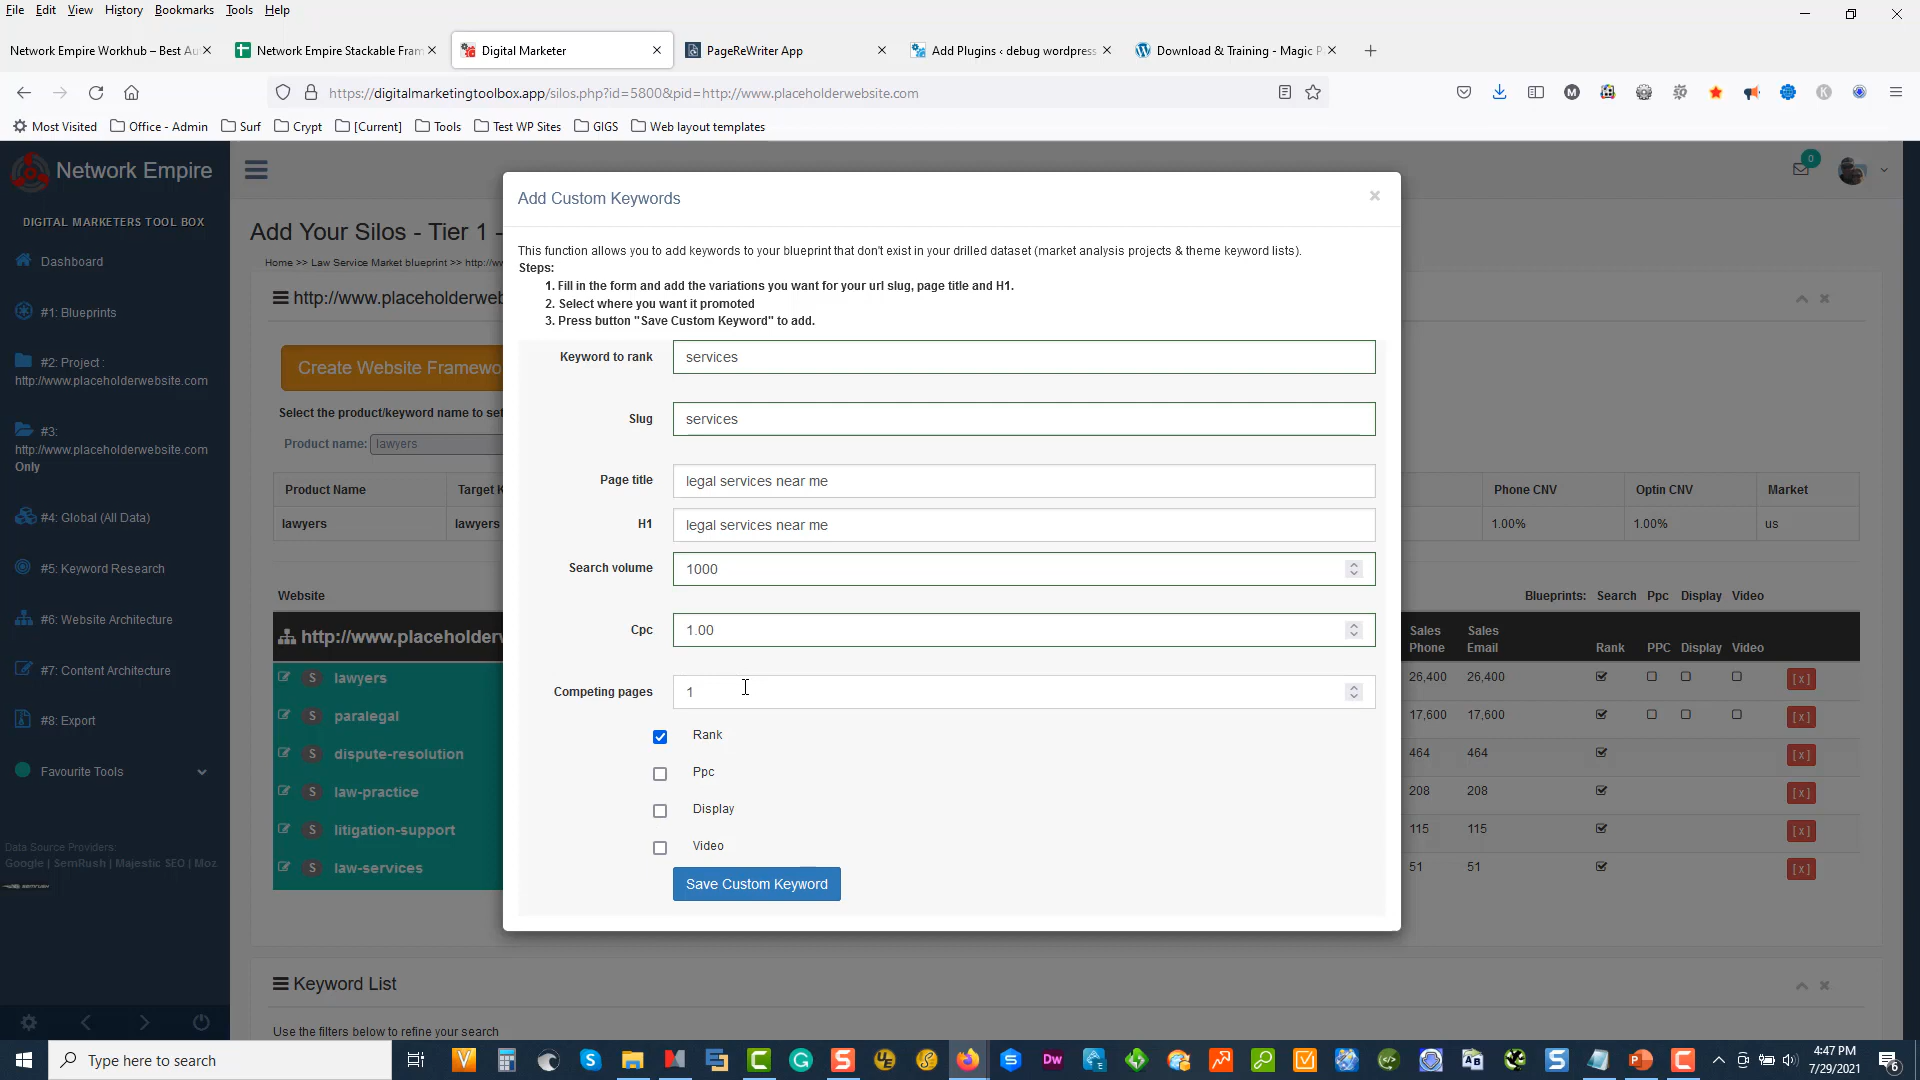 File Edit View History Bookmarks Tools Help
Network Empire Workhub – Best Au
Network Empire Stackable Fram
Digital Marketer
PageReWriter App
Add Plugins ‹ debug wordpress
Download & Training - Magic P
https://digitalmarketingtoolbox.app/silos.php?id=5800&pid=http://www.placeholderwebsite.com
Most Visited Office - Admin Surf Crypt [Current] Tools Test WP Sites GIGS Web layout templates
Network Empire
DIGITAL MARKETERS TOOL BOX
Dashboard
#1: Blueprints
#2: Project :
http://www.placeholderwebsite.com
#3:
http://www.placeholderwebsite.com
Only
#4: Global (All Data)
#5: Keyword Research
#6: Website Architecture
#7: Content Architecture
#8: Export
Favourite Tools
Data Source Providers:
Google | SemRush | Majestic SEO | Moz.
0
Add Your Silos - Tier 1 -
Home >> Law Service Market blueprint >> http://ww
http://www.placeholderweb
Create Website Framewo
Select the product/keyword name to set
Product name: lawyers
Product Name Target K
lawyers lawyers
Phone CNV Optin CNV Market
1.00% 1.00% us
Website
Blueprints: Search Ppc Display Video
http://www.placeholderw
Sales Phone Sales Email Rank PPC Display Video
S lawyers 26,400 26,400 [x]
S paralegal 17,600 17,600 [x]
S dispute-resolution 464 464 [x]
S law-practice 208 208 [x]
S litigation-support 115 115 [x]
S law-services 51 51 [x]
Keyword List
Use the filters below to refine your search
Add Custom Keywords
×
This function allows you to add keywords to your blueprint that don't exist in your drilled dataset (market analysis projects & theme keyword lists).
Steps:
1. Fill in the form and add the variations you want for your url slug, page title and H1.
2. Select where you want it promoted
3. Press button "Save Custom Keyword" to add.
Keyword to rank services
Slug services
Page title legal services near me
H1 legal services near me
Search volume 1000
Cpc 1.00
Competing pages 1
Rank
Ppc
Display
Video
Save Custom Keyword
Type here to search
4:47 PM
7/29/2021
6